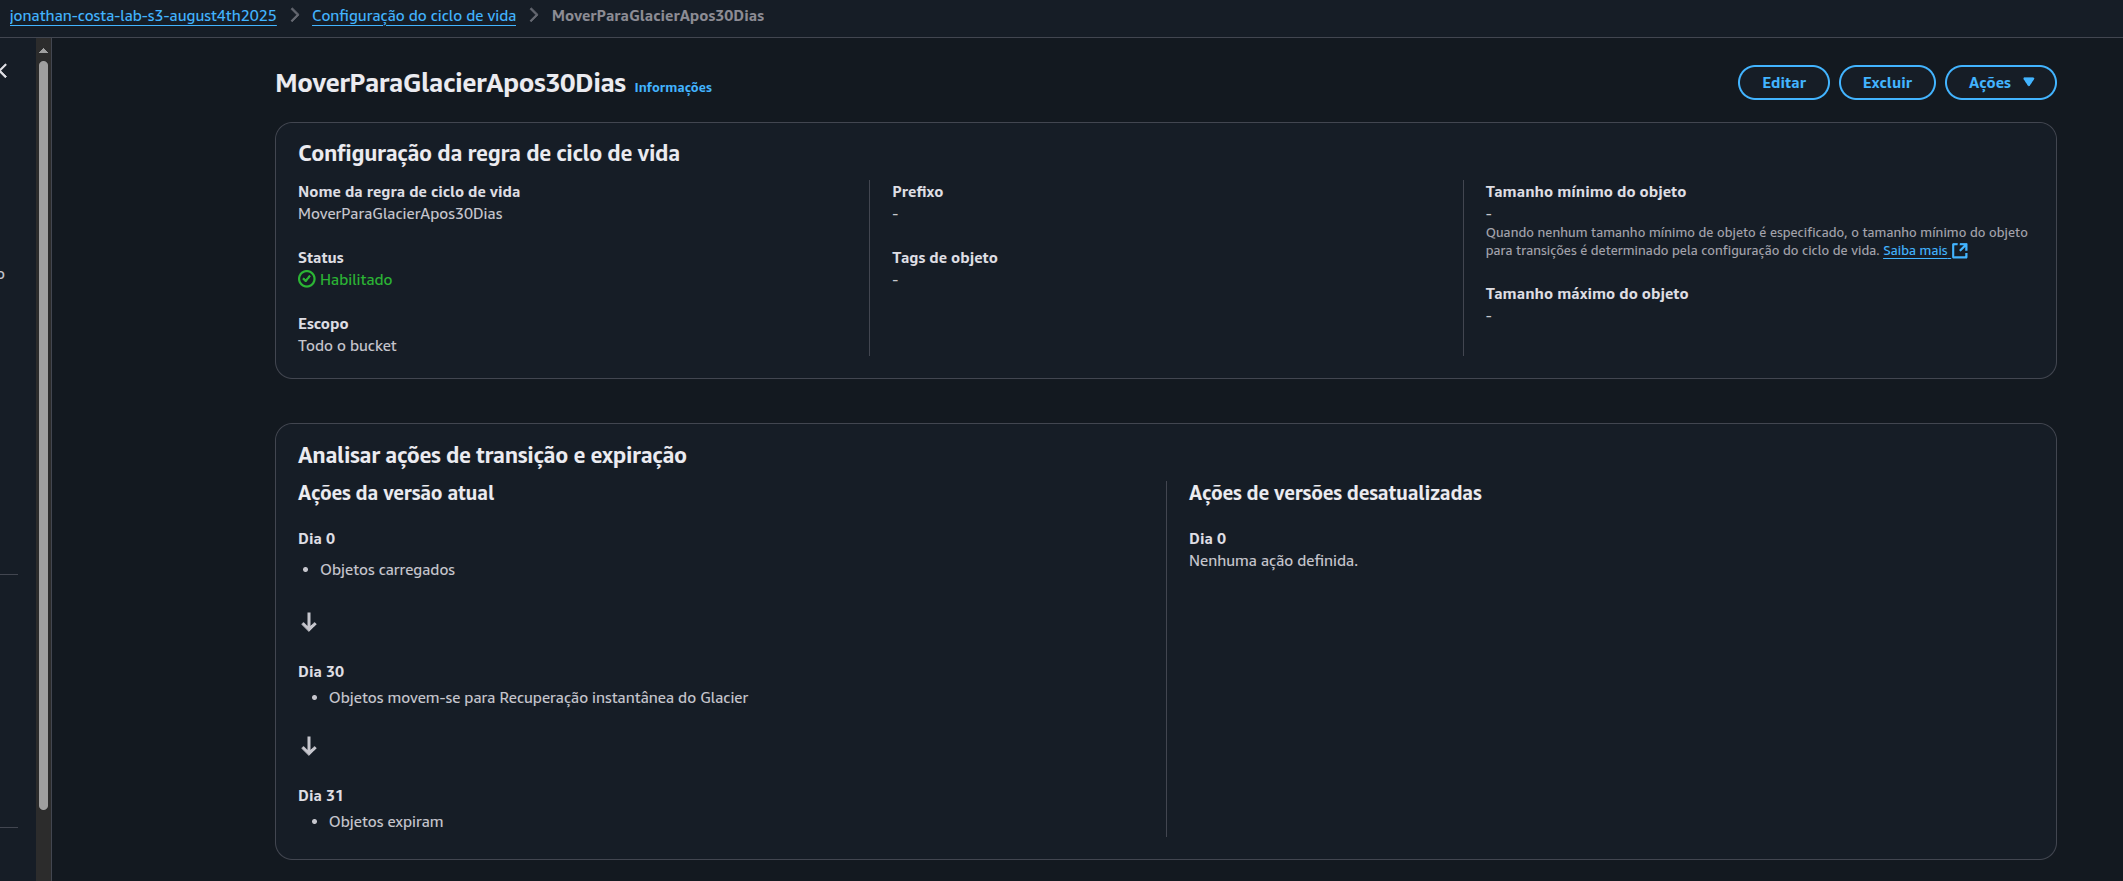 jonathan-costa-lab-s3-august4th2025 > Configuração do ciclo de vida > MoverParaGlacierApos30Dias
MoverParaGlacierApos30Dias Informações
Editar
Excluir
Ações
Configuração da regra de ciclo de vida
Nome da regra de ciclo de vida
MoverParaGlacierApos30Dias
Status
Habilitado
Escopo
Todo o bucket
Prefixo
-
Tags de objeto
-
Tamanho mínimo do objeto
-
Quando nenhum tamanho mínimo de objeto é especificado, o tamanho mínimo do objeto
para transições é determinado pela configuração do ciclo de vida. Saiba mais
Tamanho máximo do objeto
-
Analisar ações de transição e expiração
Ações da versão atual
Dia 0
• Objetos carregados
Dia 30
• Objetos movem-se para Recuperação instantânea do Glacier
Dia 31
• Objetos expiram
Ações de versões desatualizadas
Dia 0
Nenhuma ação definida.